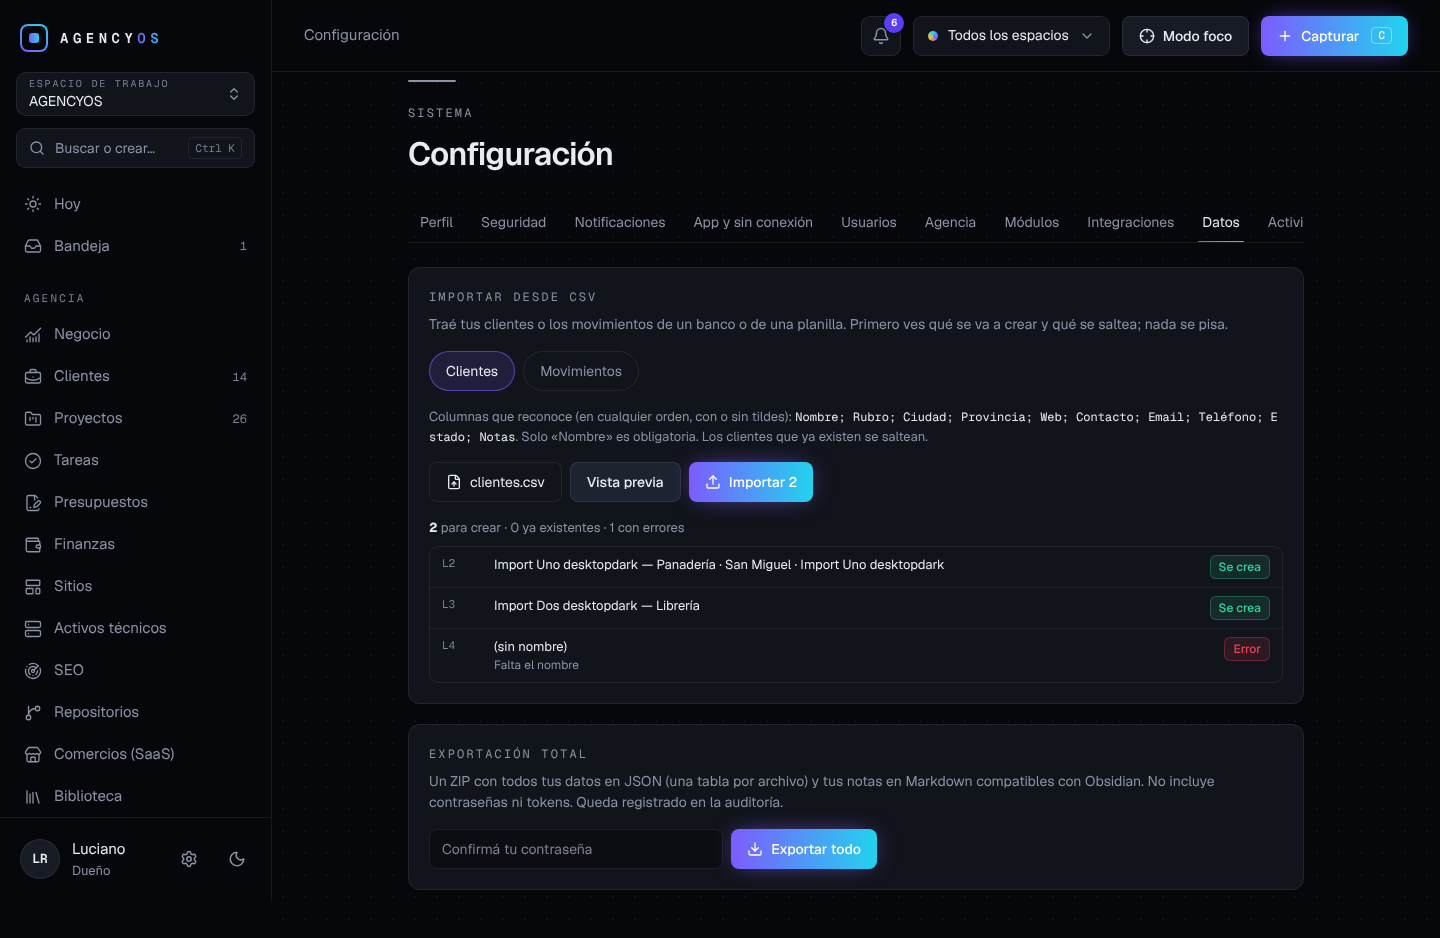 AGENCYOS
ESPACIO DE TRABAJO
AGENCYOS
Buscar o crear...
Ctrl K
Hoy
Bandeja
1
AGENCIA
Negocio
Clientes
14
Proyectos
26
Tareas
Presupuestos
Finanzas
Sitios
Activos técnicos
SEO
Repositorios
Comercios (SaaS)
Biblioteca
LR
Luciano
Dueño
Configuración
6
Todos los espacios
Modo foco
Capturar
C
SISTEMA
Configuración
Perfil
Seguridad
Notificaciones
App y sin conexión
Usuarios
Agencia
Módulos
Integraciones
Datos
Activi
IMPORTAR DESDE CSV
Traé tus clientes o los movimientos de un banco o de una planilla. Primero ves qué se va a crear y qué se saltea; nada se pisa.
Clientes
Movimientos
Columnas que reconoce (en cualquier orden, con o sin tildes): Nombre; Rubro; Ciudad; Provincia; Web; Contacto; Email; Teléfono; E
stado; Notas. Solo «Nombre» es obligatoria. Los clientes que ya existen se saltean.
clientes.csv
Vista previa
Importar 2
2 para crear · 0 ya existentes · 1 con errores
L2
Import Uno desktopdark — Panadería · San Miguel · Import Uno desktopdark
Se crea
L3
Import Dos desktopdark — Librería
Se crea
L4
(sin nombre)
Falta el nombre
Error
EXPORTACIÓN TOTAL
Un ZIP con todos tus datos en JSON (una tabla por archivo) y tus notas en Markdown compatibles con Obsidian. No incluye
contraseñas ni tokens. Queda registrado en la auditoría.
Confirmá tu contraseña
Exportar todo